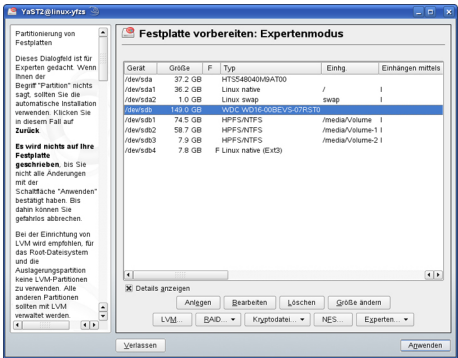 YaST2@linux-yfzs
Partitionierung von
Festplatten
Dieses Dialogfeld ist für
Experten gedacht. Wenn
Ihnen der
Begriff "Partition" nichts
sagt, sollten Sie die
automatische Installation
verwenden. Klicken Sie
in diesem Fall auf
Zurück.
Es wird nichts auf Ihre
Festplatte
geschrieben, bis Sie
nicht alle Änderungen
mit der
Schaltfläche "Anwenden"
bestätigt haben. Bis
dahin können Sie
gefahrlos abbrechen.
Bei der Einrichtung von
LVM wird empfohlen, für
das Root-Dateisystem
und die
Auslagerungspartition
keine LVM-Partitionen
zu verwenden. Alle
anderen Partitionen
sollten mit LVM
verwaltet werden.
Festplatte vorbereiten: Expertenmodus
Gerät Größe F Typ Einhg. Einhängen mittels
/dev/sda 37.2 GB HTS548040M9AT00
/dev/sda1 36.2 GB Linux native / l
/dev/sda2 1.0 GB Linux swap swap l
/dev/sdb 149.0 GB WDC WD16-00BEVS-07RST0
/dev/sdb1 74.5 GB HPFS/NTFS /media/Volume l
/dev/sdb2 58.7 GB HPFS/NTFS /media/Volume-1 l
/dev/sdb3 7.9 GB HPFS/NTFS /media/Volume-2 l
/dev/sdb4 7.8 GB F Linux native (Ext3)
Details anzeigen
Anlegen Bearbeiten Löschen Größe ändern
LVM... RAID... Kryptodatei... NFS... Experten...
Verlassen Anwenden